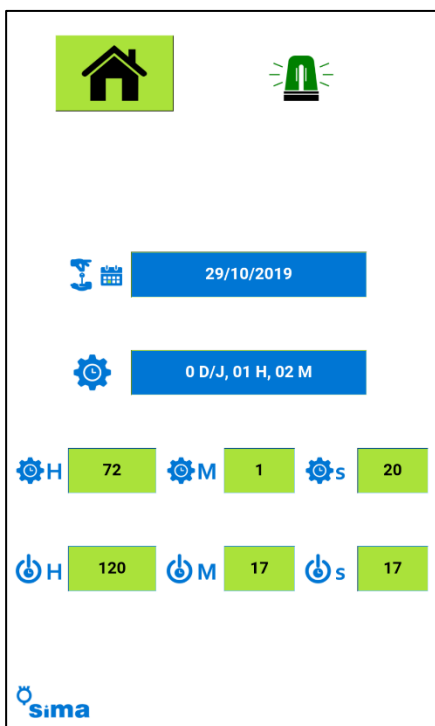 29/10/2019
0 D/J, 01 H, 02 M
H 72 M 1 s 20
H 120 M 17 s 17
sima